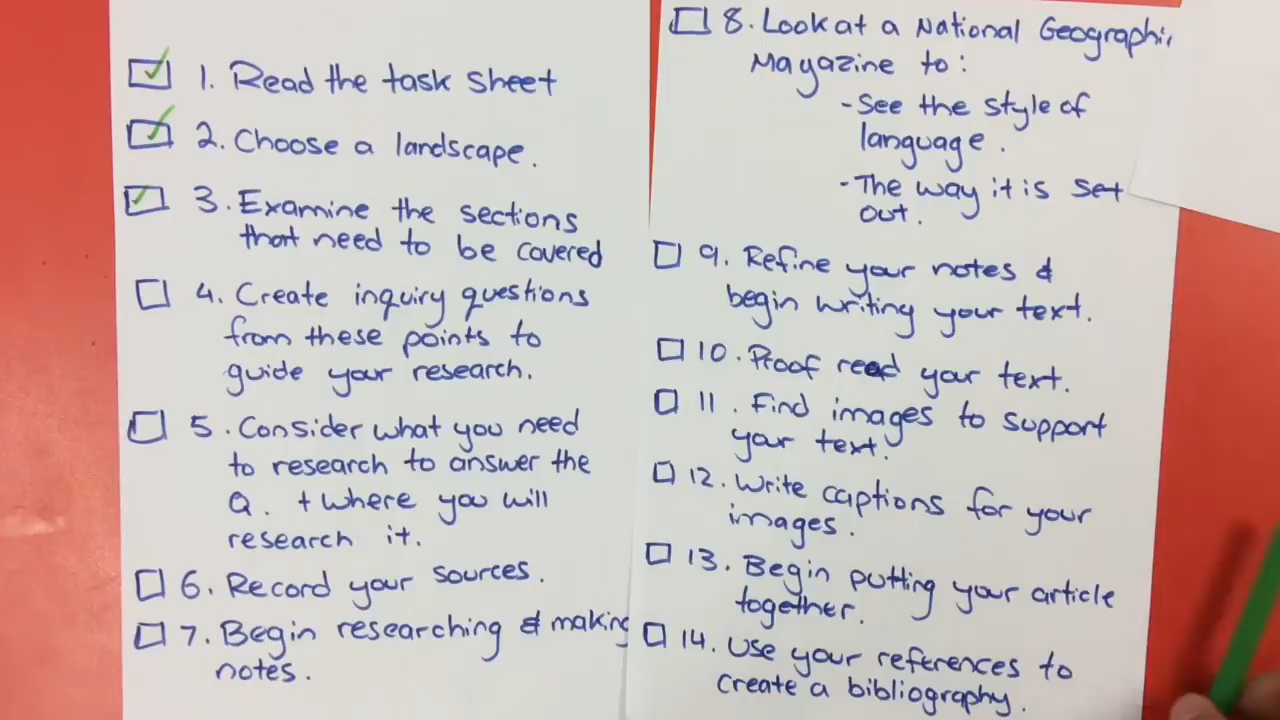 1. Read the task sheet
2. Choose a landscape.
3. Examine the sections
that need to be covered
4. Create inquiry questions
from these points to
guide your research.
5. Consider what you need
to research to answer the
Q. + where you will
research it.
6. Record your sources.
7. Begin researching & making
notes.
8. Look at a National Geographic
Magazine to:
- See the style of
language.
- The way it is set
out.
9. Refine your notes &
begin writing your text.
10. Proof read your text.
11. Find images to support
your text.
12. Write captions for your
images.
13. Begin putting your article
together.
14. Use your references to
create a bibliography.